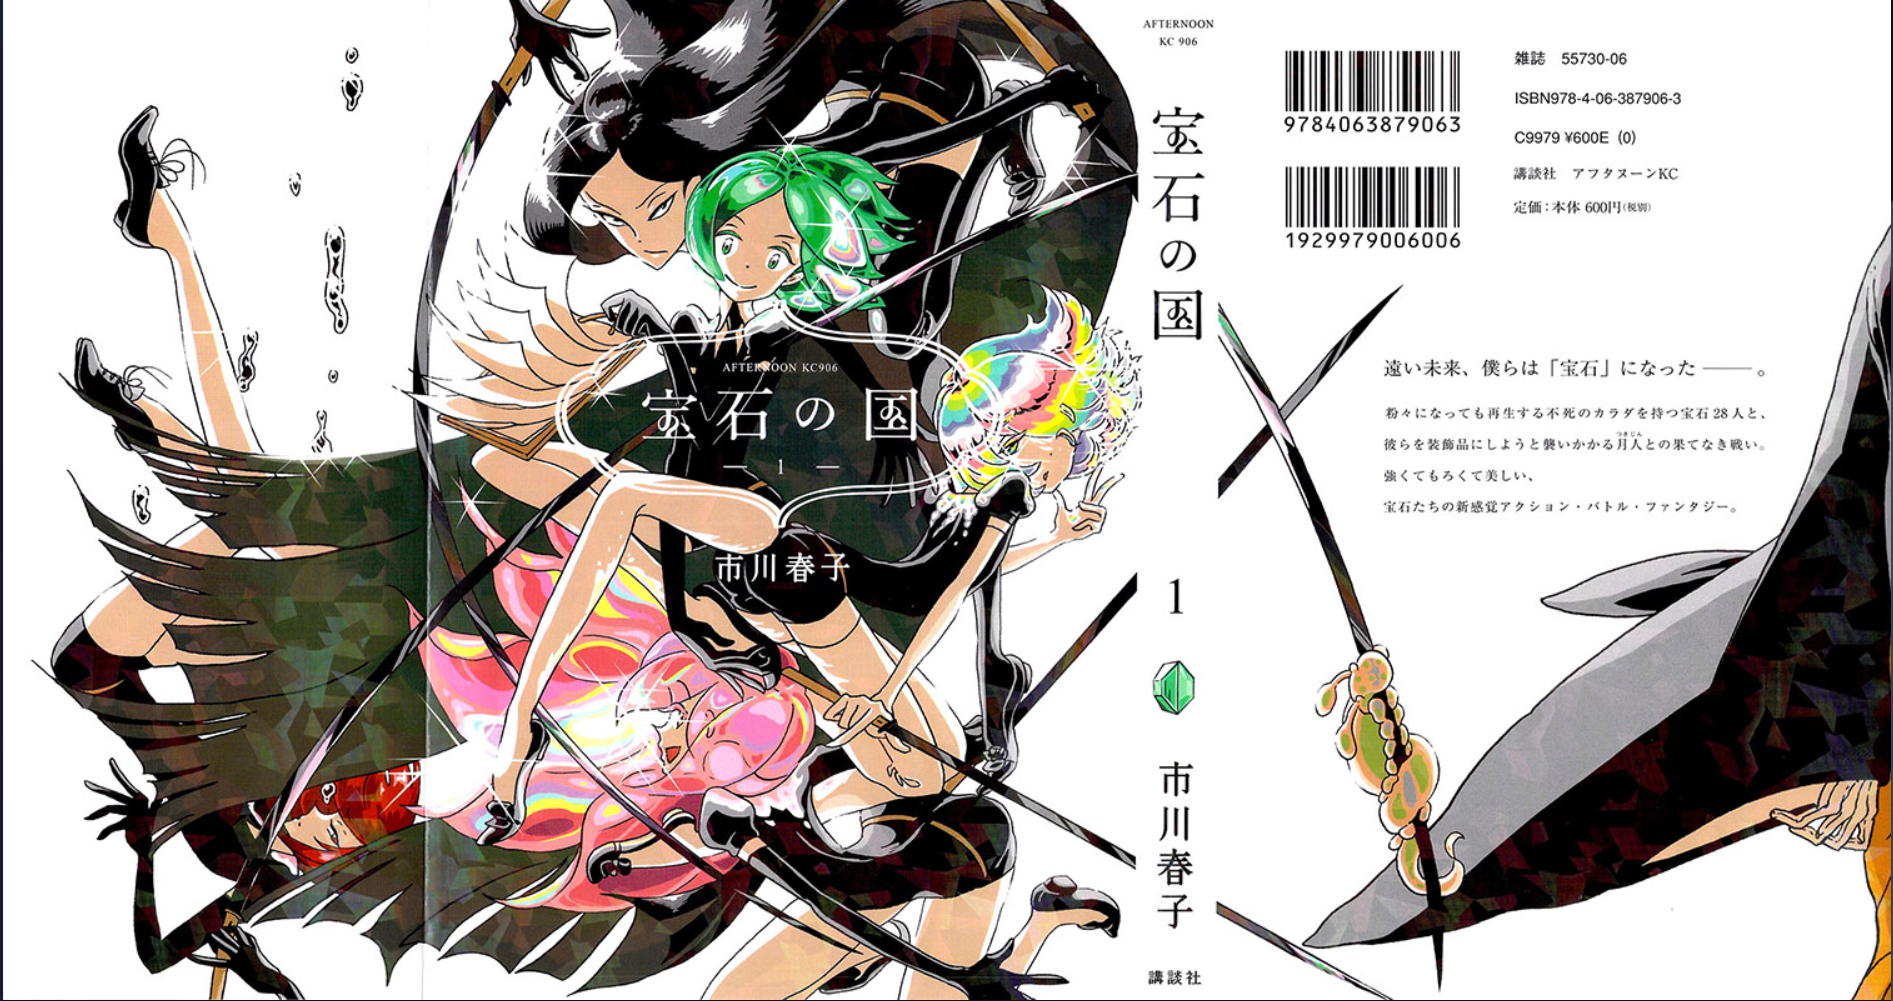 AFTERNOON KC906
宝石の国
— 1 —
市川春子
AFTERNOON
KC 906
宝石の国
1
市川春子
講談社
9784063879063
1929979006006
雑誌 55730-06
ISBN978-4-06-387906-3
C9979 ¥600E (0)
講談社 アフタヌーンKC
定価:本体 600円(税別)
遠い未来、僕らは「宝石」になった ——。
粉々になっても再生する不死のカラダを持つ宝石 28 人と、
彼らを装飾品にしようと襲いかかる月人との果てなき戦い。
つきじん
強くてもろくて美しい、
宝石たちの新感覚アクション・バトル・ファンタジー。